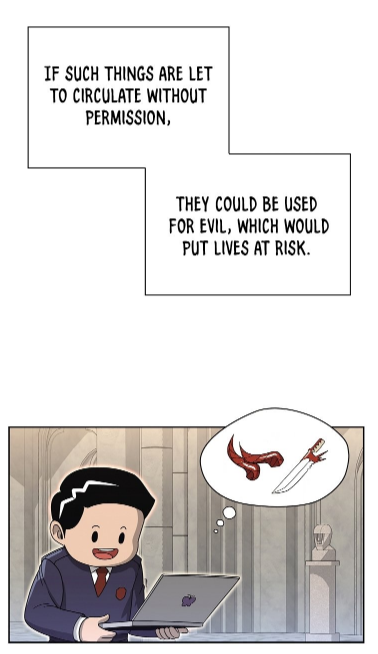 IF SUCH THINGS ARE LET
TO CIRCULATE WITHOUT
PERMISSION,
THEY COULD BE USED
FOR EVIL, WHICH WOULD
PUT LIVES AT RISK.